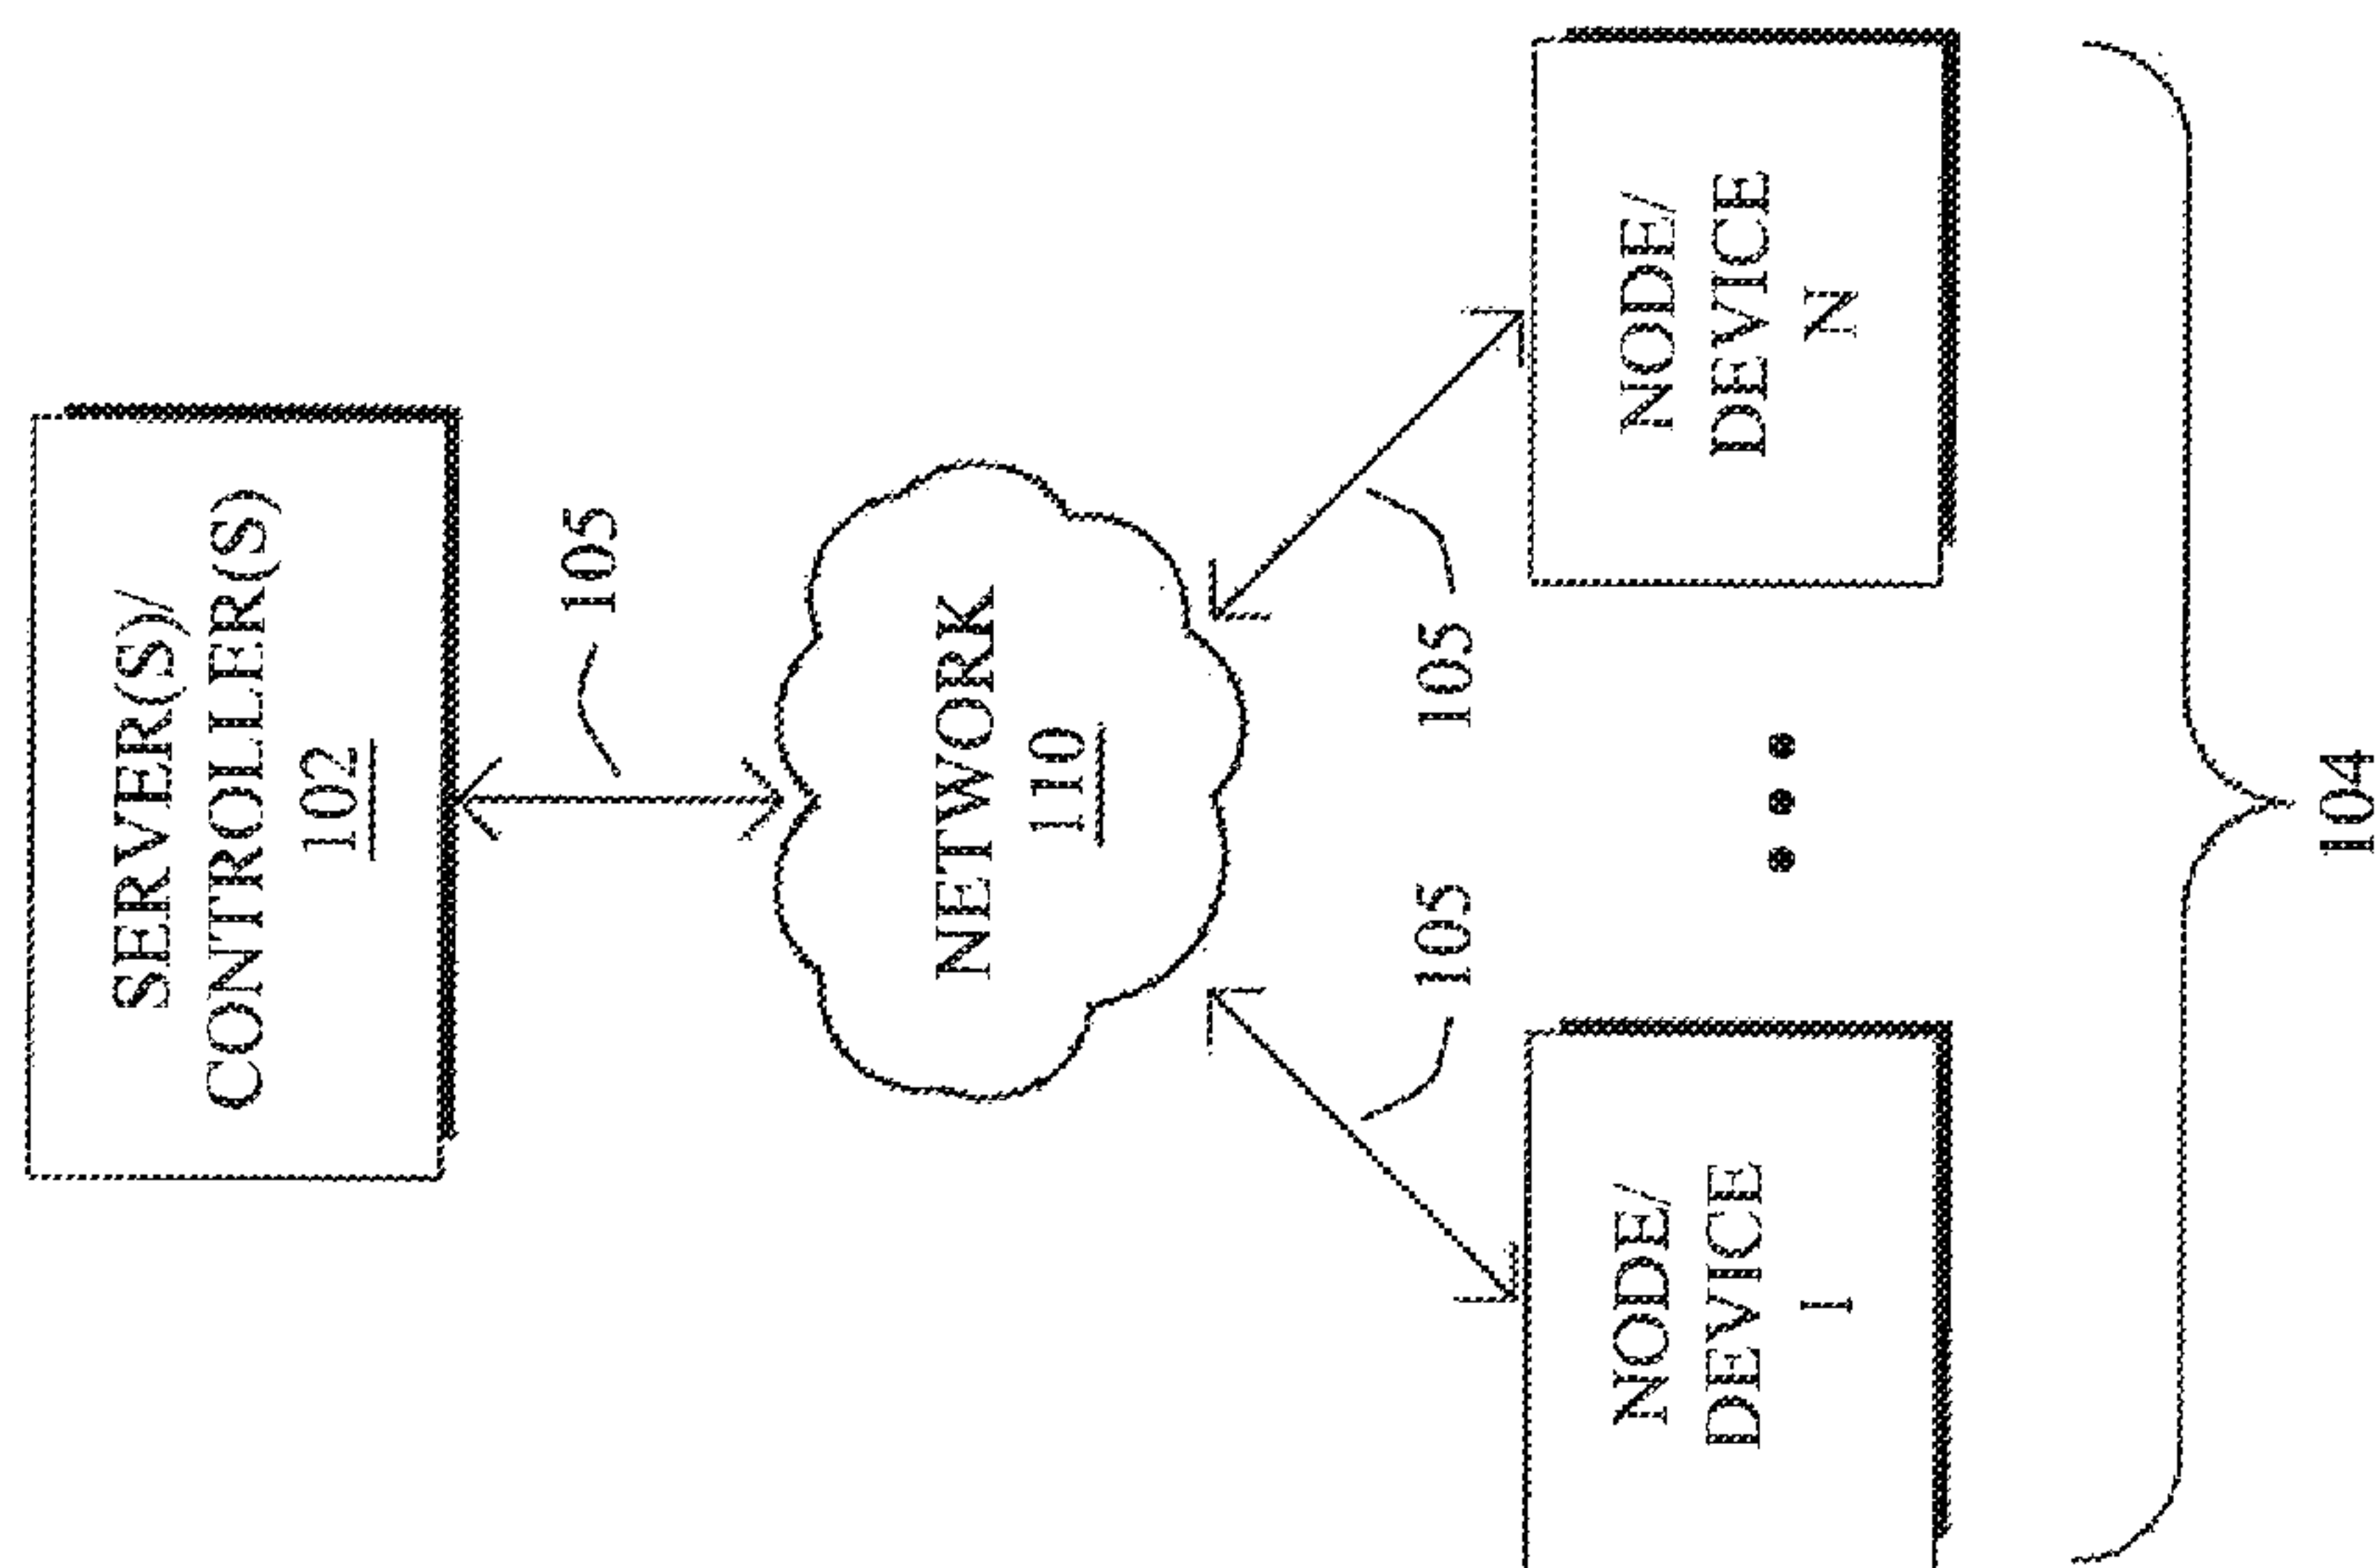 SERVER(S)/
CONTROLLER(S)
102
105
NETWORK
110
105
105
NODE/
DEVICE
1
NODE/
DEVICE
N
104